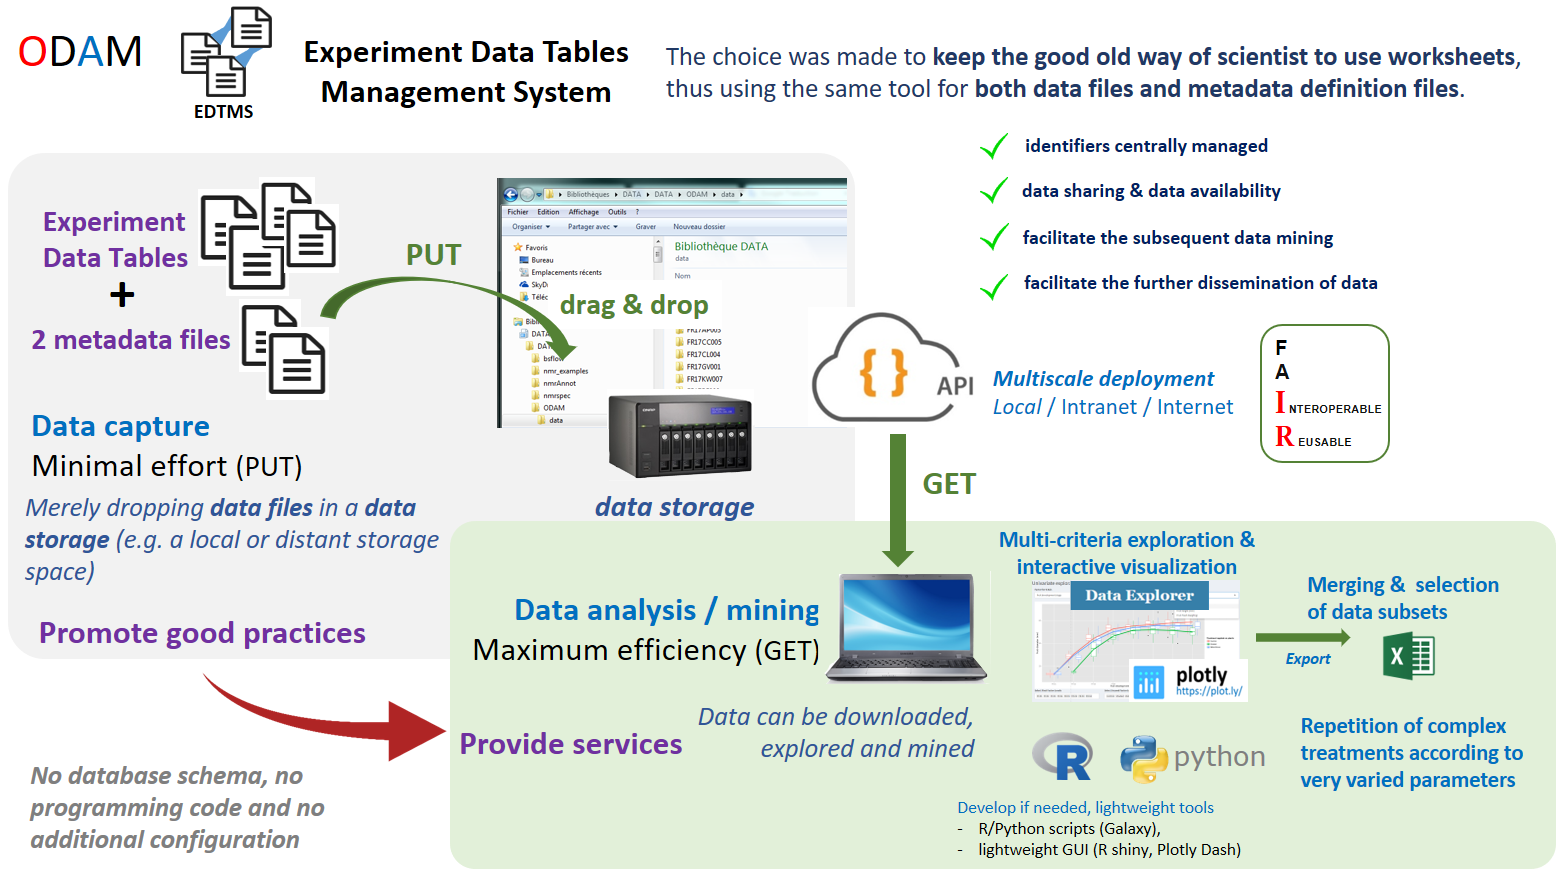 ODAM
EDTMS
Experiment Data Tables
Management System
The choice was made to keep the good old way of scientist to use worksheets,
thus using the same tool for both data files and metadata definition files.
identifiers centrally managed
data sharing & data availability
facilitate the subsequent data mining
facilitate the further dissemination of data
Experiment
Data Tables
+
2 metadata files
PUT
Bibliothèques DATA DATA ODAM data
Fichier Edition Affichage Outils ?
Organiser Partager avec Graver Nouveau dossier
Favoris
Bureau
Emplacements récents
SkyD
Téléc
Bibliothèque DATA
data
Nom
drag & drop
DATA
bsflow
nmr_examples
nmrAnnot
nmrspec
ODAM
data
FR17AP005
FR17CC005
FR17CL004
FR17GV001
FR17KW007
{ } API
Multiscale deployment
Local / Intranet / Internet
F
A
INTEROPERABLE
REUSABLE
Data capture
Minimal effort (PUT)
Merely dropping data files in a data
storage (e.g. a local or distant storage
space)
data storage
GET
Promote good practices
No database schema, no
programming code and no
additional configuration
Data analysis / mining
Maximum efficiency (GET)
Data can be downloaded,
explored and mined
Provide services
Multi-criteria exploration &
interactive visualization
Data Explorer
plotly
https://plot.ly/
Export
Merging & selection
of data subsets
X
R
python
Repetition of complex
treatments according to
very varied parameters
Develop if needed, lightweight tools
- R/Python scripts (Galaxy),
- lightweight GUI (R shiny, Plotly Dash)